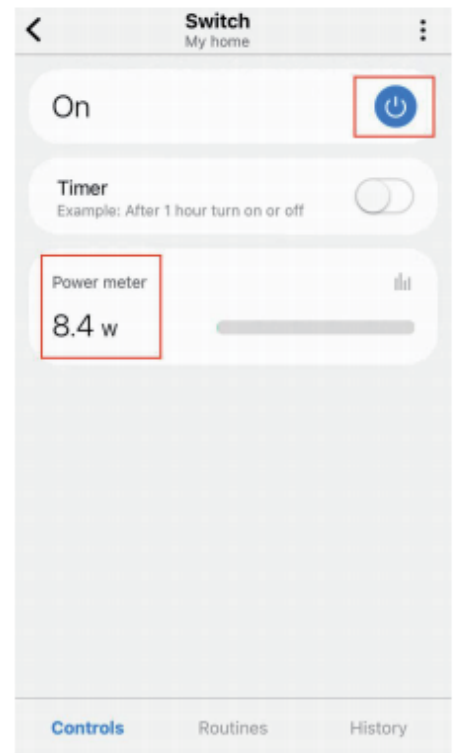 Switch
My home
On
Timer
Example: After 1 hour turn on or off
Power meter
8.4 w
Controls Routines History